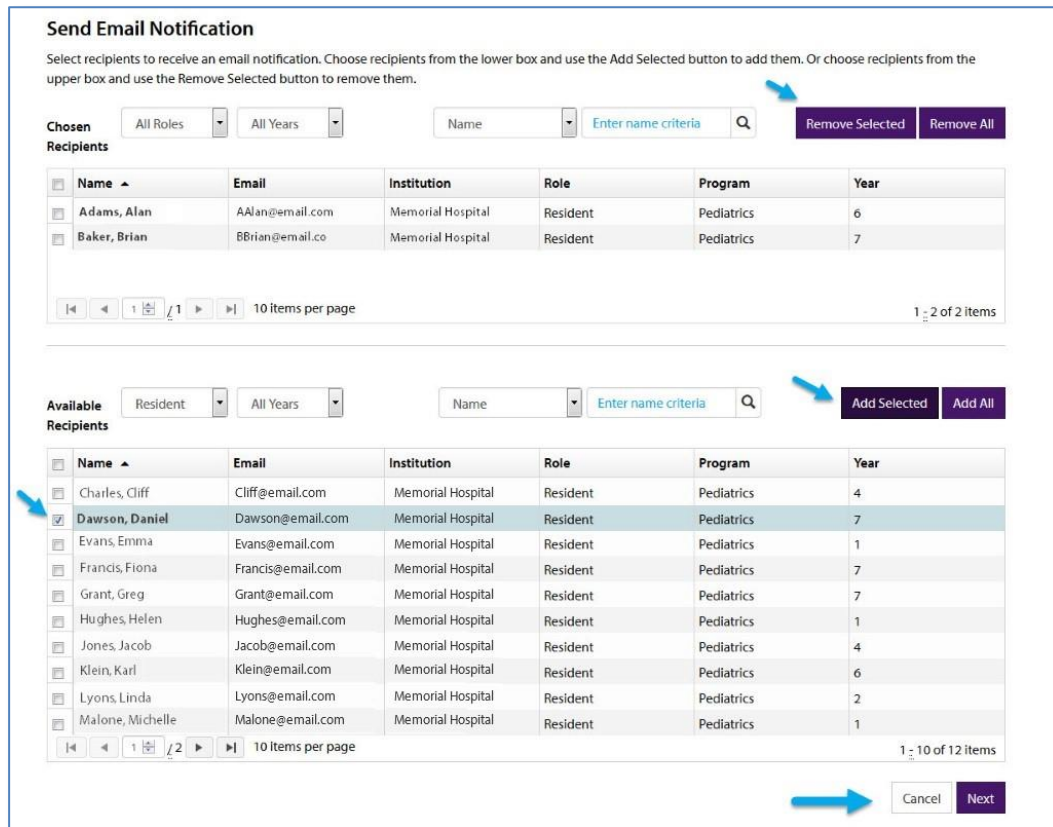 Send Email Notification
Select recipients to receive an email notification. Choose recipients from the lower box and use the Add Selected button to add them. Or choose recipients from the
upper box and use the Remove Selected button to remove them.
Chosen Recipients All Roles All Years Name Enter name criteria Remove Selected Remove All
Name Email Institution Role Program Year
Adams, Alan AAlan@email.com Memorial Hospital Resident Pediatrics 6
Baker, Brian BBrian@email.co Memorial Hospital Resident Pediatrics 7
1 / 1 10 items per page 1 - 2 of 2 items
Available Recipients Resident All Years Name Enter name criteria Add Selected Add All
Name Email Institution Role Program Year
Charles, Cliff Cliff@email.com Memorial Hospital Resident Pediatrics 4
Dawson, Daniel Dawson@email.com Memorial Hospital Resident Pediatrics 7
Evans, Emma Evans@email.com Memorial Hospital Resident Pediatrics 1
Francis, Fiona Francis@email.com Memorial Hospital Resident Pediatrics 7
Grant, Greg Grant@email.com Memorial Hospital Resident Pediatrics 7
Hughes, Helen Hughes@email.com Memorial Hospital Resident Pediatrics 1
Jones, Jacob Jacob@email.com Memorial Hospital Resident Pediatrics 4
Klein, Karl Klein@email.com Memorial Hospital Resident Pediatrics 6
Lyons, Linda Lyons@email.com Memorial Hospital Resident Pediatrics 2
Malone, Michelle Malone@email.com Memorial Hospital Resident Pediatrics 1
1 / 2 10 items per page 1 - 10 of 12 items
Cancel Next